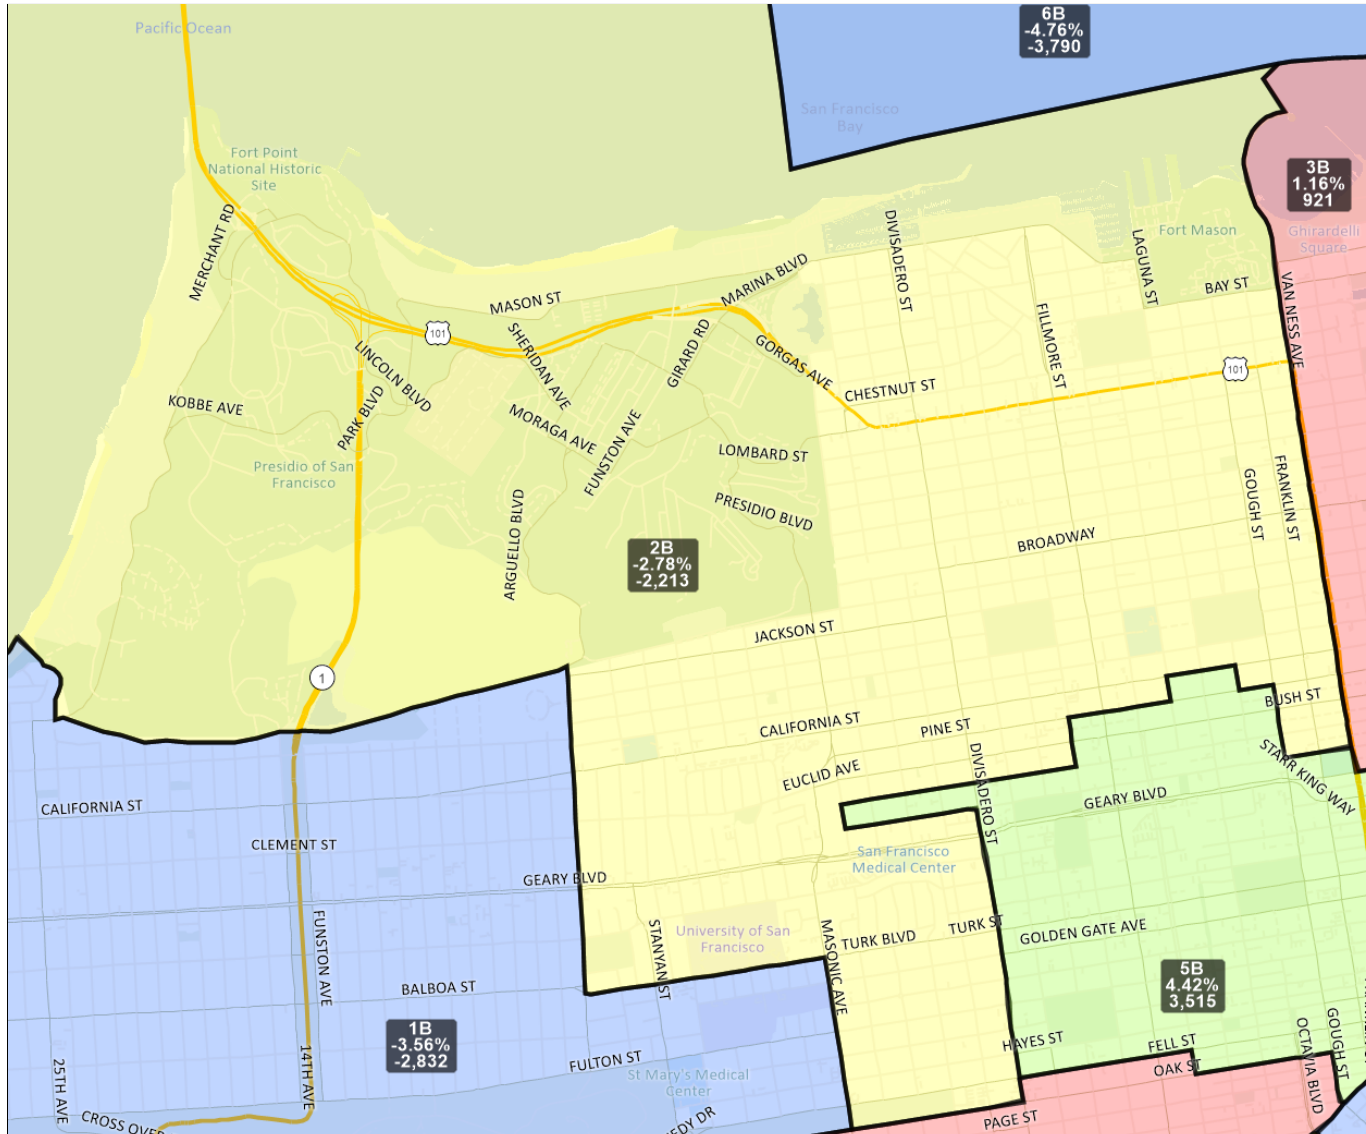 Pacific Ocean
6B
-4.76%
-3,790
San Francisco
Bay
Fort Point
National Historic
Site
3B
1.16%
921
Ghirardelli
Square
Fort Mason
MERCHANT RD
DIVISADERO ST
LAGUNA ST
BAY ST
VAN NESS AVE
MARINA BLVD
MASON ST
FILLMORE ST
101
SHERIDAN AVE
GIRARD RD
GORGAS AVE
101
LINCOLN BLVD
CHESTNUT ST
KOBBE AVE
PARK BLVD
MORAGA AVE
FUNSTON AVE
LOMBARD ST
Presidio of San
Francisco
GOUGH ST
FRANKLIN ST
ARGUELLO BLVD
PRESIDIO BLVD
BROADWAY
2B
-2.78%
-2,213
JACKSON ST
1
BUSH ST
CALIFORNIA ST
PINE ST
EUCLID AVE
DIVISADERO ST
STARR KING WAY
CALIFORNIA ST
GEARY BLVD
CLEMENT ST
San Francisco
Medical Center
GEARY BLVD
FUNSTON AVE
STANYAN ST
University of San
Francisco
MASONIC AVE
TURK BLVD
TURK ST
GOLDEN GATE AVE
5B
4.42%
3,515
BALBOA ST
1B
-3.56%
-2,832
HAYES ST
FELL ST
OAK ST
OCTAVIA BLVD
GOUGH ST
25TH AVE
14TH AVE
FULTON ST
St Mary's Medical
Center
CROSS OVER
EDY DR
PAGE ST